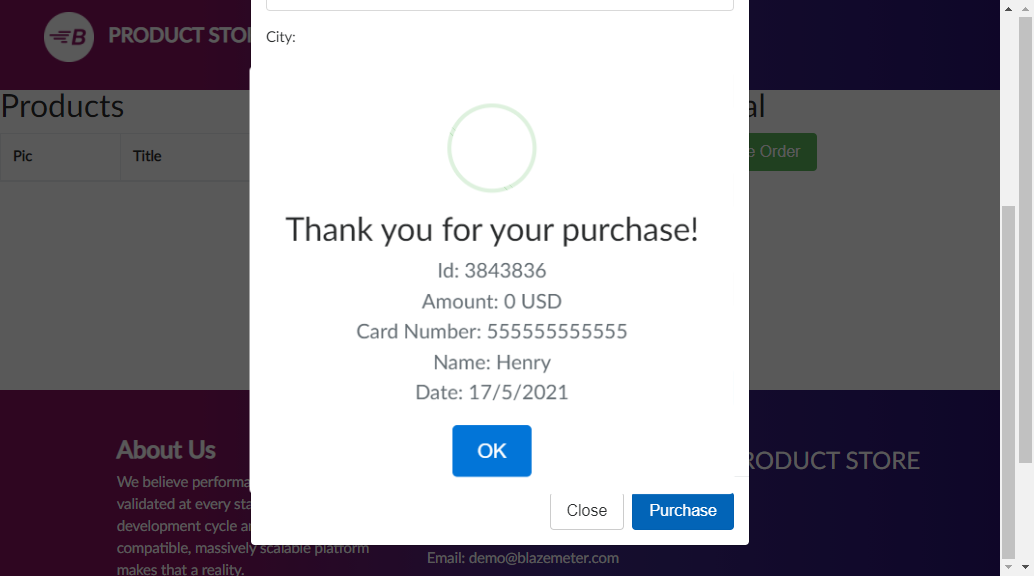 PRODUCT STO
City:
Products
al
Pic Title
e Order
Thank you for your purchase!
Id: 3843836
Amount: 0 USD
Card Number: 555555555555
Name: Henry
Date: 17/5/2021
OK
Close Purchase
About Us
We believe performa
validated at every sta
development cycle a
compatible, massively scalable platform
makes that a reality.
Email: demo@blazemeter.com
RODUCT STORE